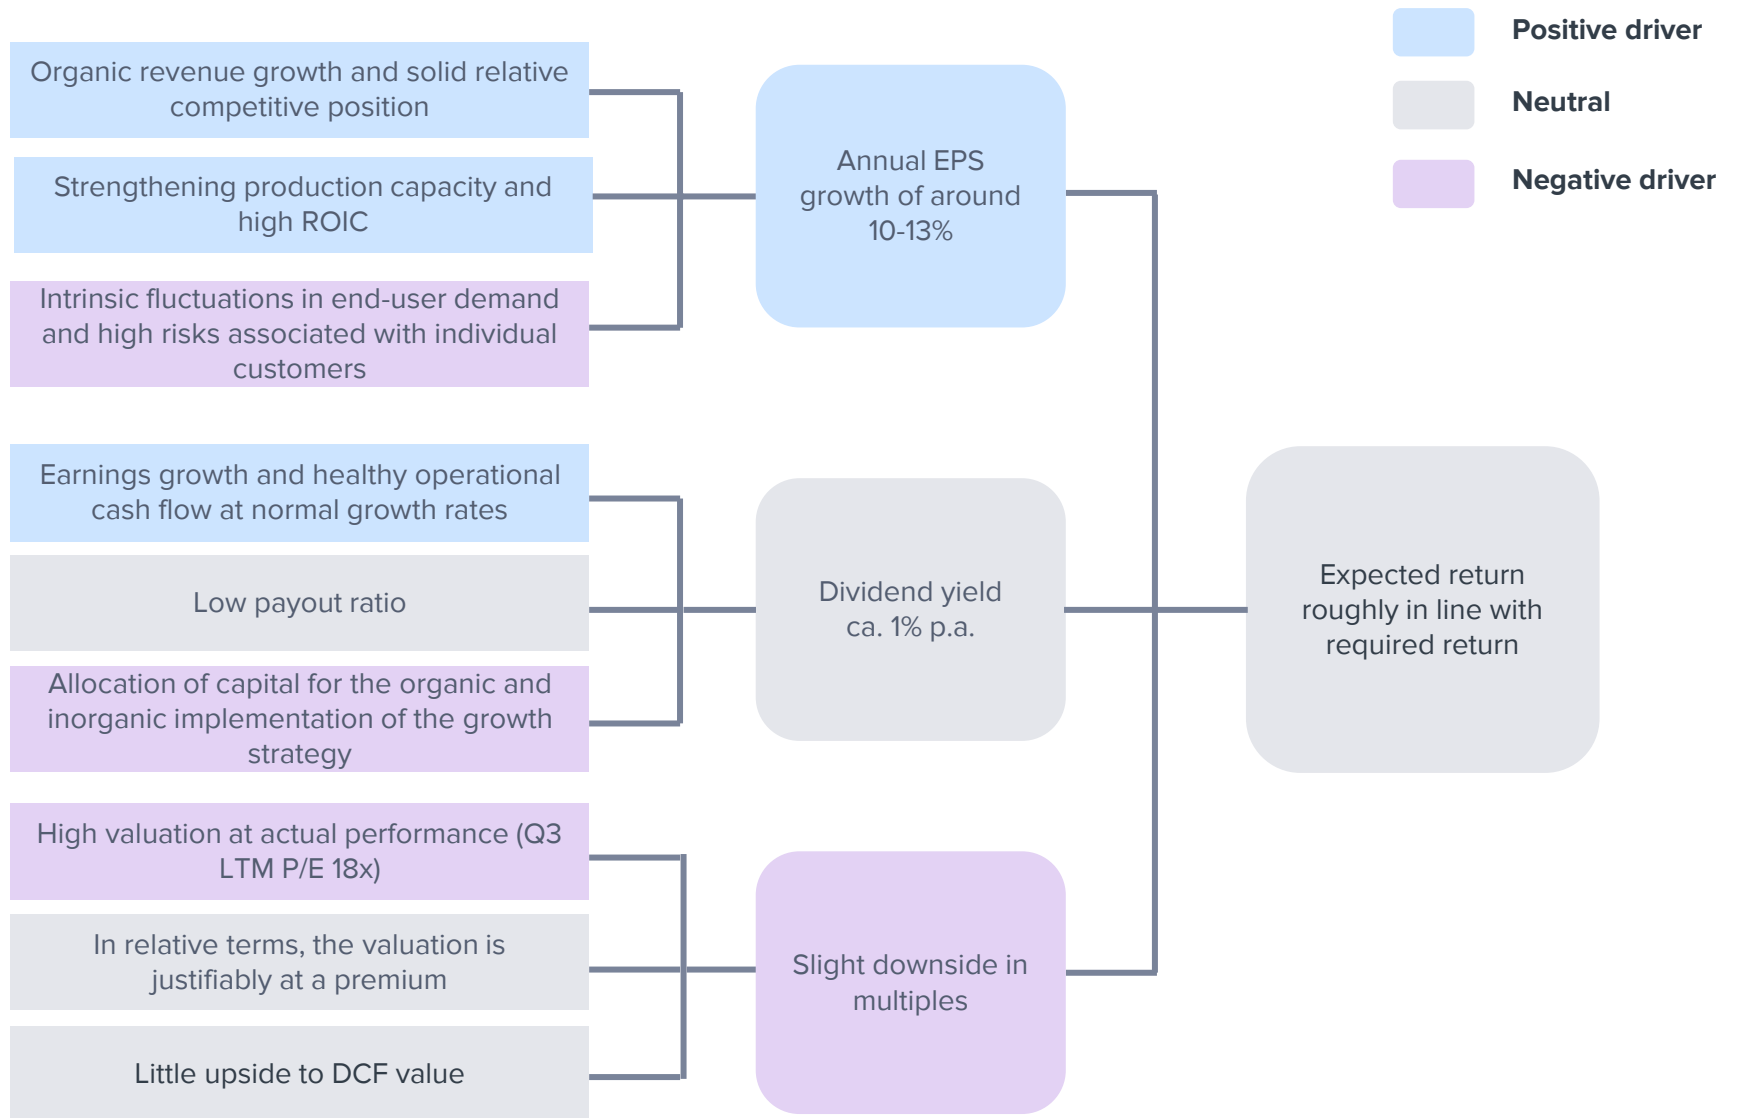 Positive driver
Neutral
Negative driver
Organic revenue growth and solid relative
competitive position
Strengthening production capacity and
high ROIC
Intrinsic fluctuations in end-user demand
and high risks associated with individual
customers
Annual EPS
growth of around
10-13%
Earnings growth and healthy operational
cash flow at normal growth rates
Low payout ratio
Allocation of capital for the organic and
inorganic implementation of the growth
strategy
Dividend yield
ca. 1% p.a.
High valuation at actual performance (Q3
LTM P/E 18x)
In relative terms, the valuation is
justifiably at a premium
Little upside to DCF value
Slight downside in
multiples
Expected return
roughly in line with
required return